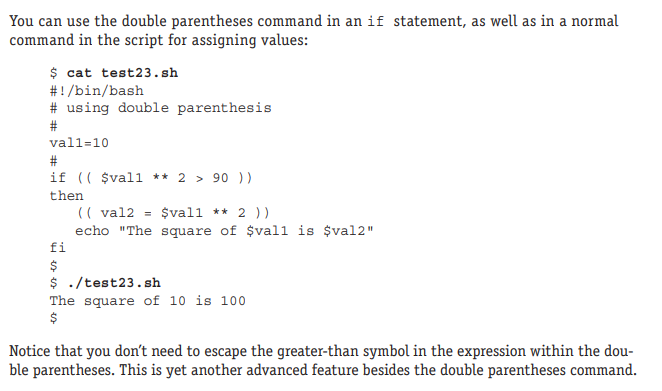 You can use the double parentheses command in an if statement, as well as in a normal
command in the script for assigning values:
$ cat test23.sh
#!/bin/bash
# using double parenthesis
#
val1=10
#
if (( $val1 ** 2 > 90 ))
then
(( val2 = $val1 ** 2 ))
echo "The square of $val1 is $val2"
fi
$
$ ./test23.sh
The square of 10 is 100
$
Notice that you don’t need to escape the greater-than symbol in the expression within the dou-
ble parentheses. This is yet another advanced feature besides the double parentheses command.